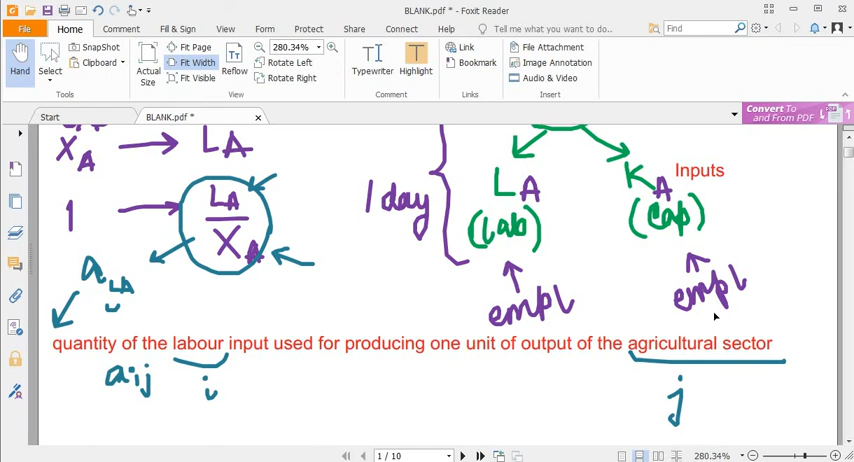 BLANK.pdf * - Foxit Reader
File Home Comment Fill & Sign View Form Protect Share Connect Help Tell me what you want to do... Find
Hand
Select
SnapShot
Clipboard
Actual Size
Fit Page
Fit Width
Fit Visible
Reflow
280.34%
Rotate Left
Rotate Right
Typewriter
Highlight
Link
Bookmark
File Attachment
Image Annotation
Audio & Video
Tools View Comment Links Insert
Start BLANK.pdf * Convert To and From PDF
XA LA
1 LA
XA
aLA
1 day
LA
(Lab)
empl
KA
(Cap)
empl
Inputs
quantity of the labour input used for producing one unit of output of the agricultural sector
aij i j
1 / 10 280.34%